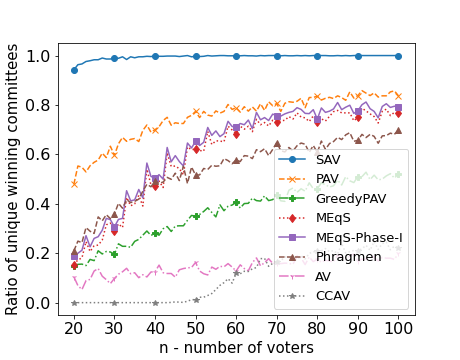 Ratio of unique winning committees
1.0
0.8
0.6
0.4
0.2
0.0
SAV
PAV
GreedyPAV
MEqS
MEqS-Phase-I
Phragmen
AV
CCAV
20 30 40 50 60 70 80 90 100
n - number of voters